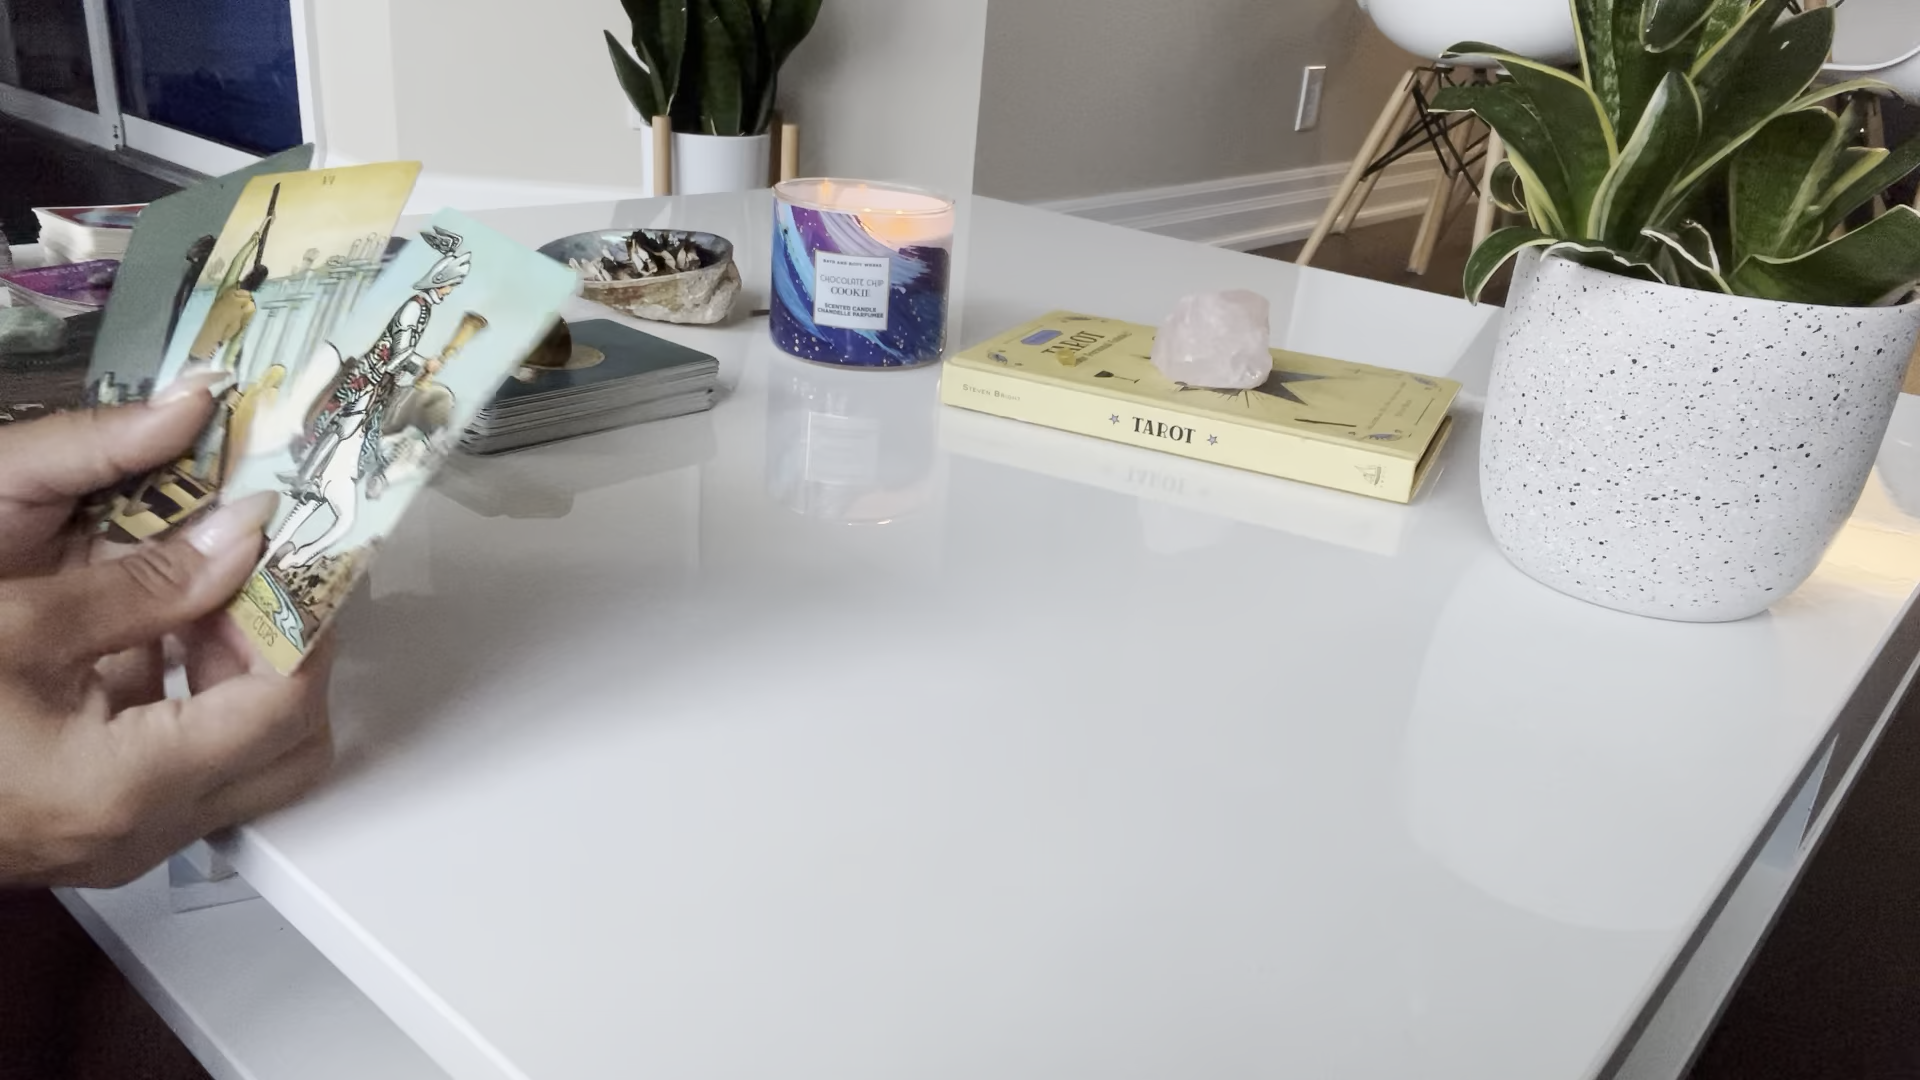 CUPS
BATH AND BODY WORKS
CHOCOLATE CHIP
COOKIE
SCENTED CANDLE
CHANDELLE PARFUMÉE
TAROT
STEVEN BRIGHT
TAROT